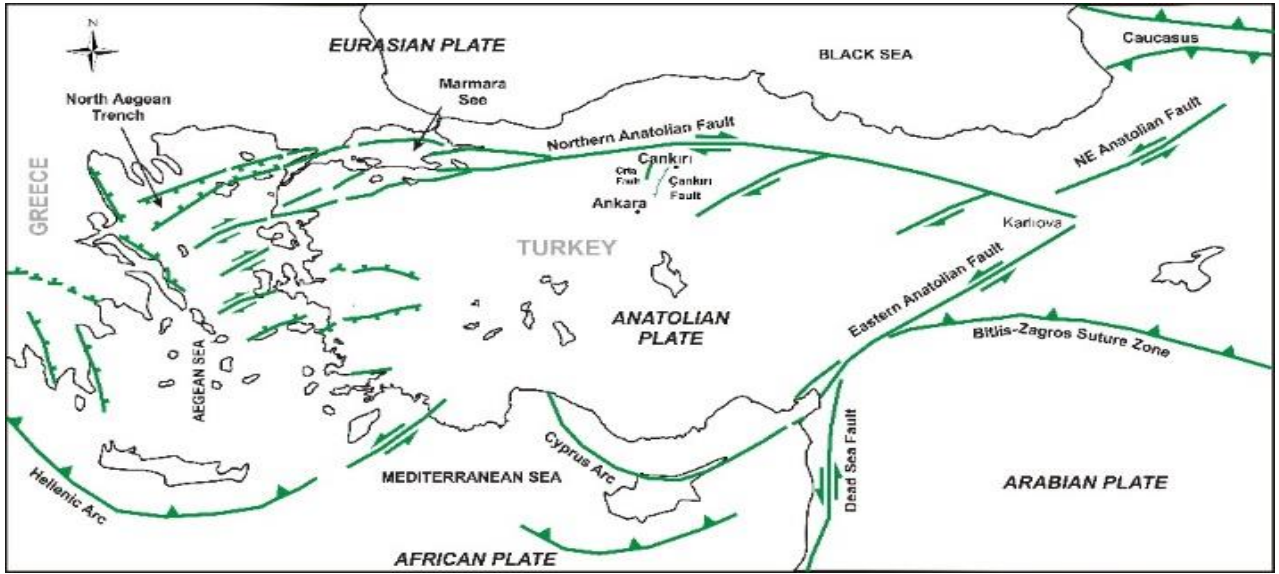 N
EURASIAN PLATE
BLACK SEA
Caucasus
North Aegean
Trench
Marmara
See
Northern Anatolian Fault
NE Anatolian Fault
GREECE
Çankırı
Orta
Fault
Çankırı
Fault
Ankara
Karlıova
TURKEY
Eastern Anatolian Fault
ANATOLIAN
PLATE
Bitlis-Zagros Suture Zone
AEGEAN SEA
Cyprus Arc
Dead Sea Fault
Hellenic Arc
MEDITERRANEAN SEA
ARABIAN PLATE
AFRICAN PLATE